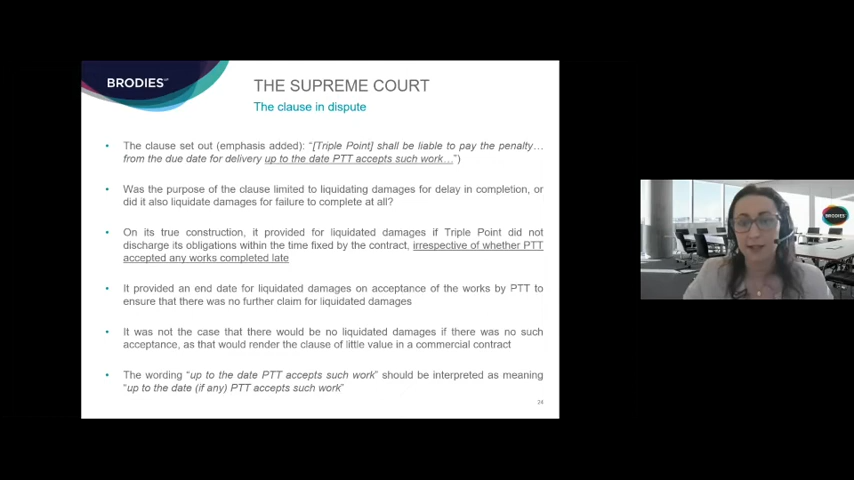 BRODIES LLP
THE SUPREME COURT
The clause in dispute
• The clause set out (emphasis added): “[Triple Point] shall be liable to pay the penalty…
from the due date for delivery up to the date PTT accepts such work…”)
• Was the purpose of the clause limited to liquidating damages for delay in completion, or
did it also liquidate damages for failure to complete at all?
• On its true construction, it provided for liquidated damages if Triple Point did not
discharge its obligations within the time fixed by the contract, irrespective of whether PTT
accepted any works completed late
• It provided an end date for liquidated damages on acceptance of the works by PTT to
ensure that there was no further claim for liquidated damages
• It was not the case that there would be no liquidated damages if there was no such
acceptance, as that would render the clause of little value in a commercial contract
• The wording “up to the date PTT accepts such work” should be interpreted as meaning
“up to the date (if any) PTT accepts such work”
24
BRODIES